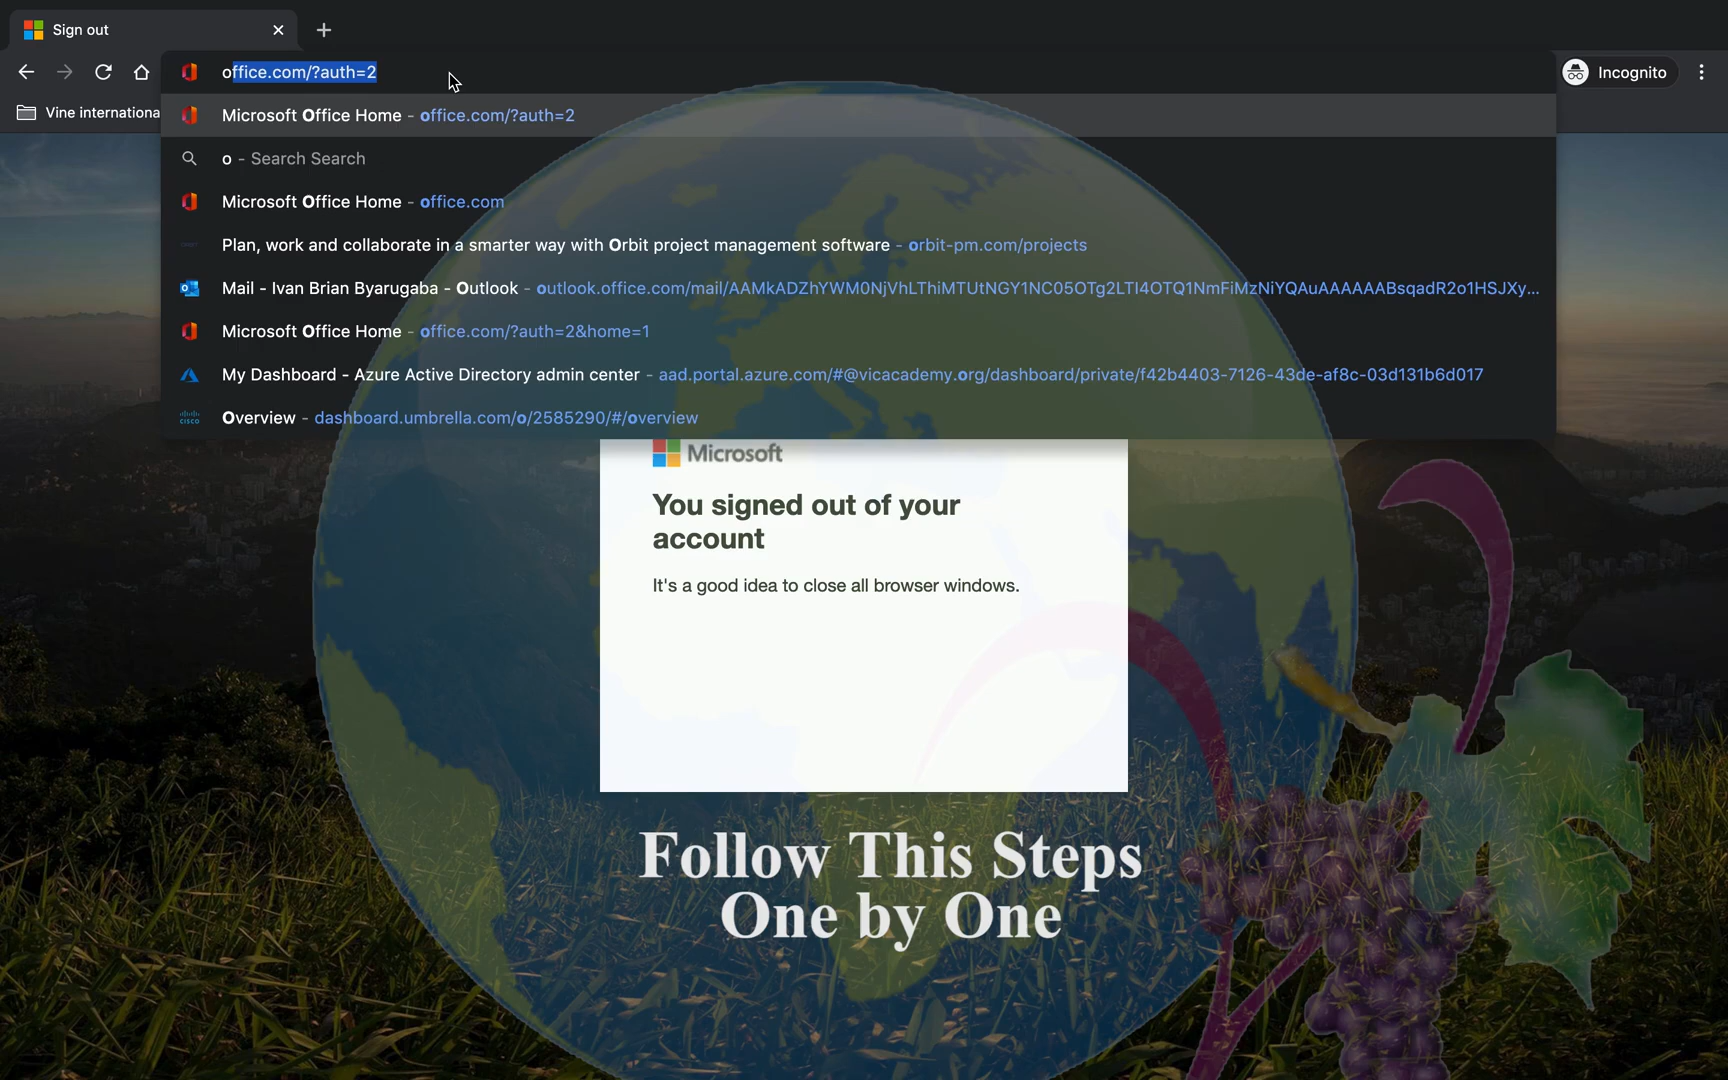 Sign out
office.com/?auth=2
Incognito
Vine internationa
Microsoft Office Home - office.com/?auth=2
o - Search Search
Microsoft Office Home - office.com
Plan, work and collaborate in a smarter way with Orbit project management software - orbit-pm.com/projects
Mail - Ivan Brian Byarugaba - Outlook - outlook.office.com/mail/AAMkADZhYWM0NjVhLThiMTUtNGY1NC05OTg2LTI4OTQ1NmFiMzNiYQAuAAAAAABsqadR2o1HSJXy...
Microsoft Office Home - office.com/?auth=2&home=1
My Dashboard - Azure Active Directory admin center - aad.portal.azure.com/#@vicacademy.org/dashboard/private/f42b4403-7126-43de-af8c-03d131b6d017
Overview - dashboard.umbrella.com/o/2585290/#/overview
Microsoft
You signed out of your
account
It's a good idea to close all browser windows.
Follow This Steps
One by One